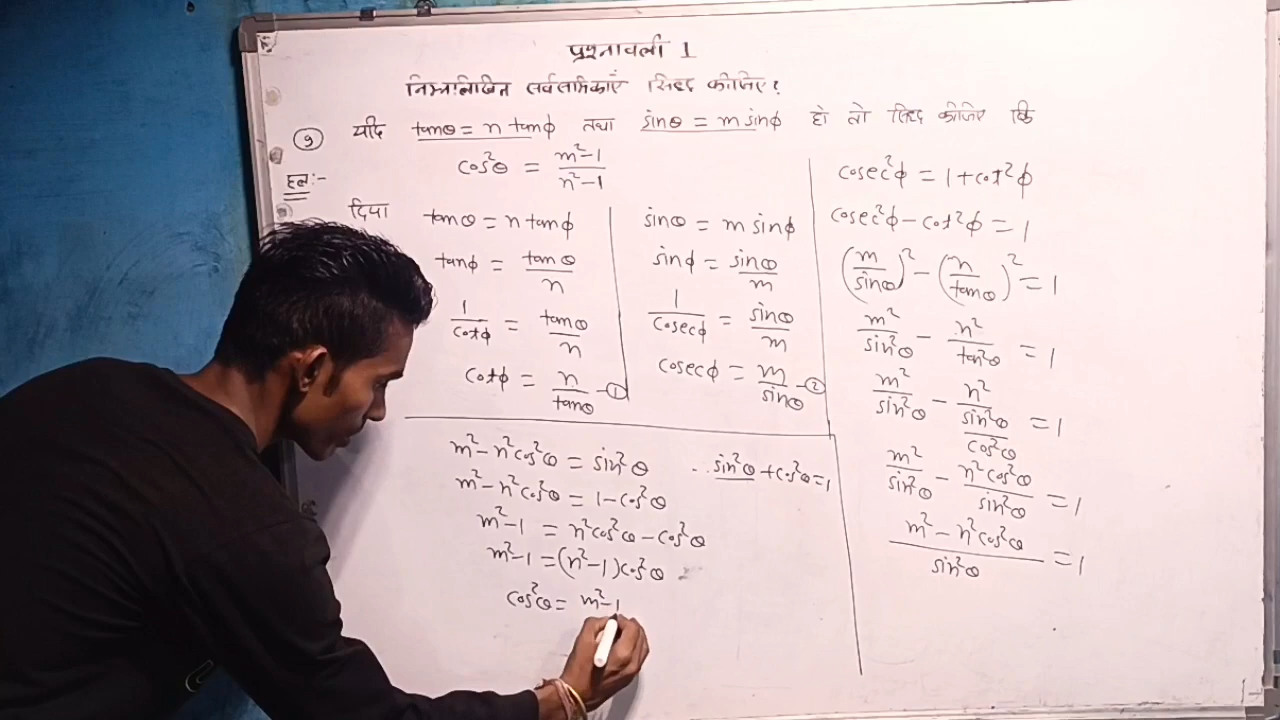 प्रश्नावली 1
निम्नलिखित सर्वसमिकाएँ सिद्ध कीजिए?
9 यदि tanθ = n tanϕ तथा sinθ = m sinϕ हो तो सिद्ध कीजिए कि
cos²θ = (m²-1)/(n²-1)
हल:-
दिया
tanθ = n tanϕ
tanϕ = tanθ/n
1/cotϕ = tanθ/n
cotϕ = n/tanθ -①
sinθ = m sinϕ
sinϕ = sinθ/m
1/cosecϕ = sinθ/m
cosecϕ = m/sinθ -②
cosec²ϕ = 1+cot²ϕ
cosec²ϕ - cot²ϕ = 1
(m/sinθ)² - (n/tanθ)² = 1
m²/sin²θ - n²/tan²θ = 1
m²/sin²θ - n²/(sin²θ/cos²θ) = 1
m²/sin²θ - n²cos²θ/sin²θ = 1
(m² - n²cos²θ)/sin²θ = 1
m² - n²cos²θ = sin²θ ∵ sin²θ + cos²θ = 1
m² - n²cos²θ = 1 - cos²θ
m² - 1 = n²cos²θ - cos²θ
m² - 1 = (n² - 1)cos²θ
cos²θ = m²-1